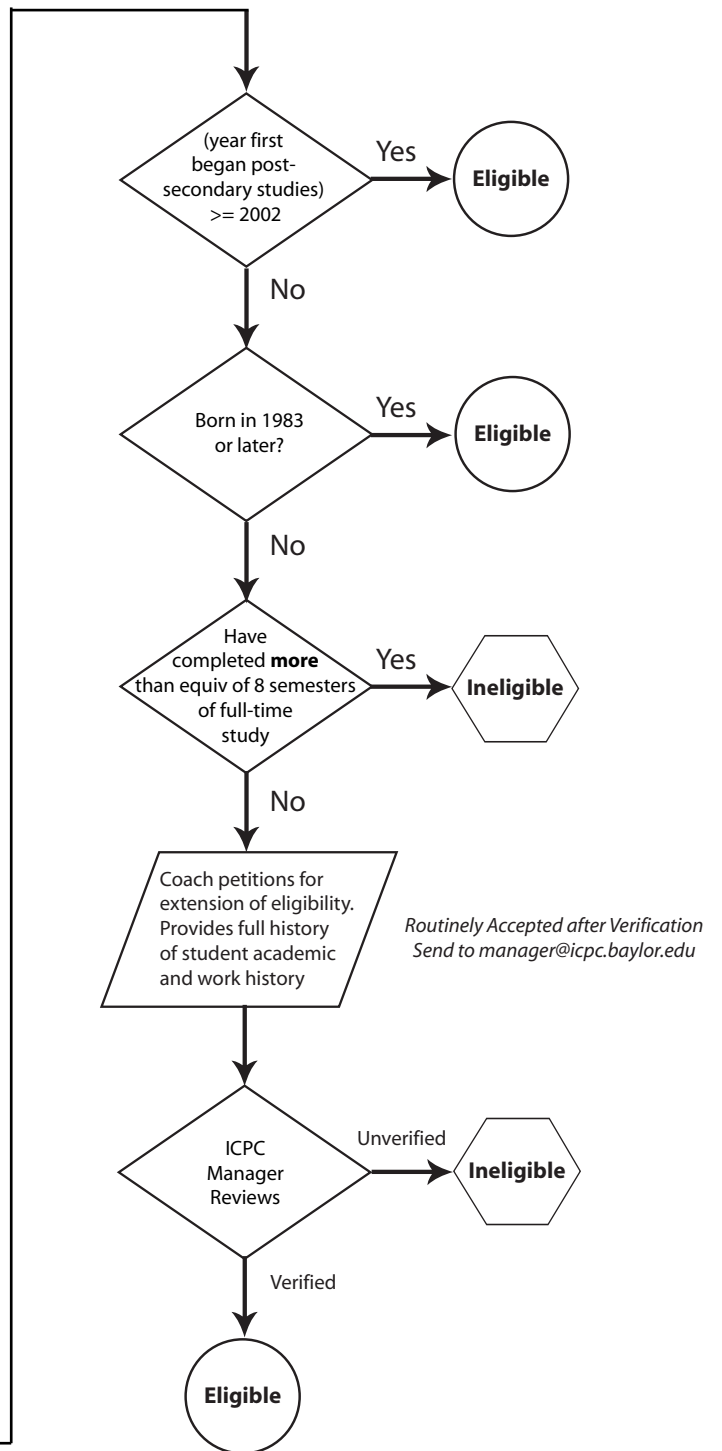 (year first
began post-
secondary studies)
>= 2002
Yes
Eligible
No
Born in 1983
or later?
Yes
Eligible
No
Have
completed more
than equiv of 8 semesters
of full-time
study
Yes
Ineligible
No
Coach petitions for
extension of eligibility.
Provides full history
of student academic
and work history
Routinely Accepted after Verification
Send to manager@icpc.baylor.edu
ICPC
Manager
Reviews
Unverified
Ineligible
Verified
Eligible